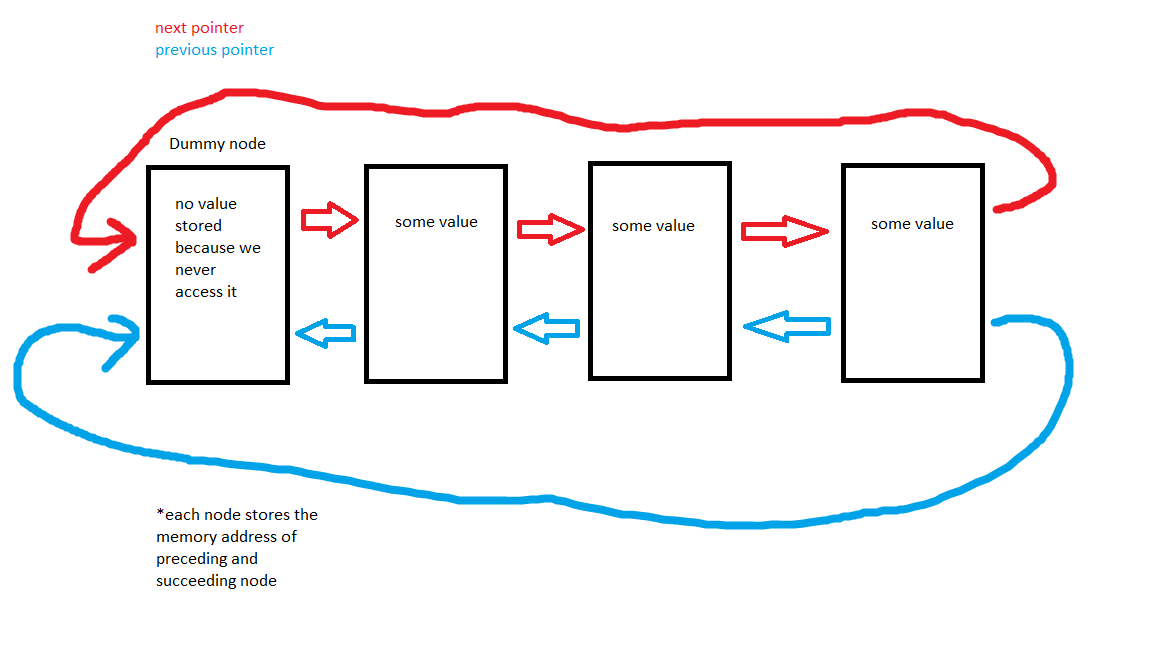 next pointer
previous pointer
Dummy node
no value
stored
because we
never
access it
some value
some value
some value
*each node stores the
memory address of
preceding and
succeeding node